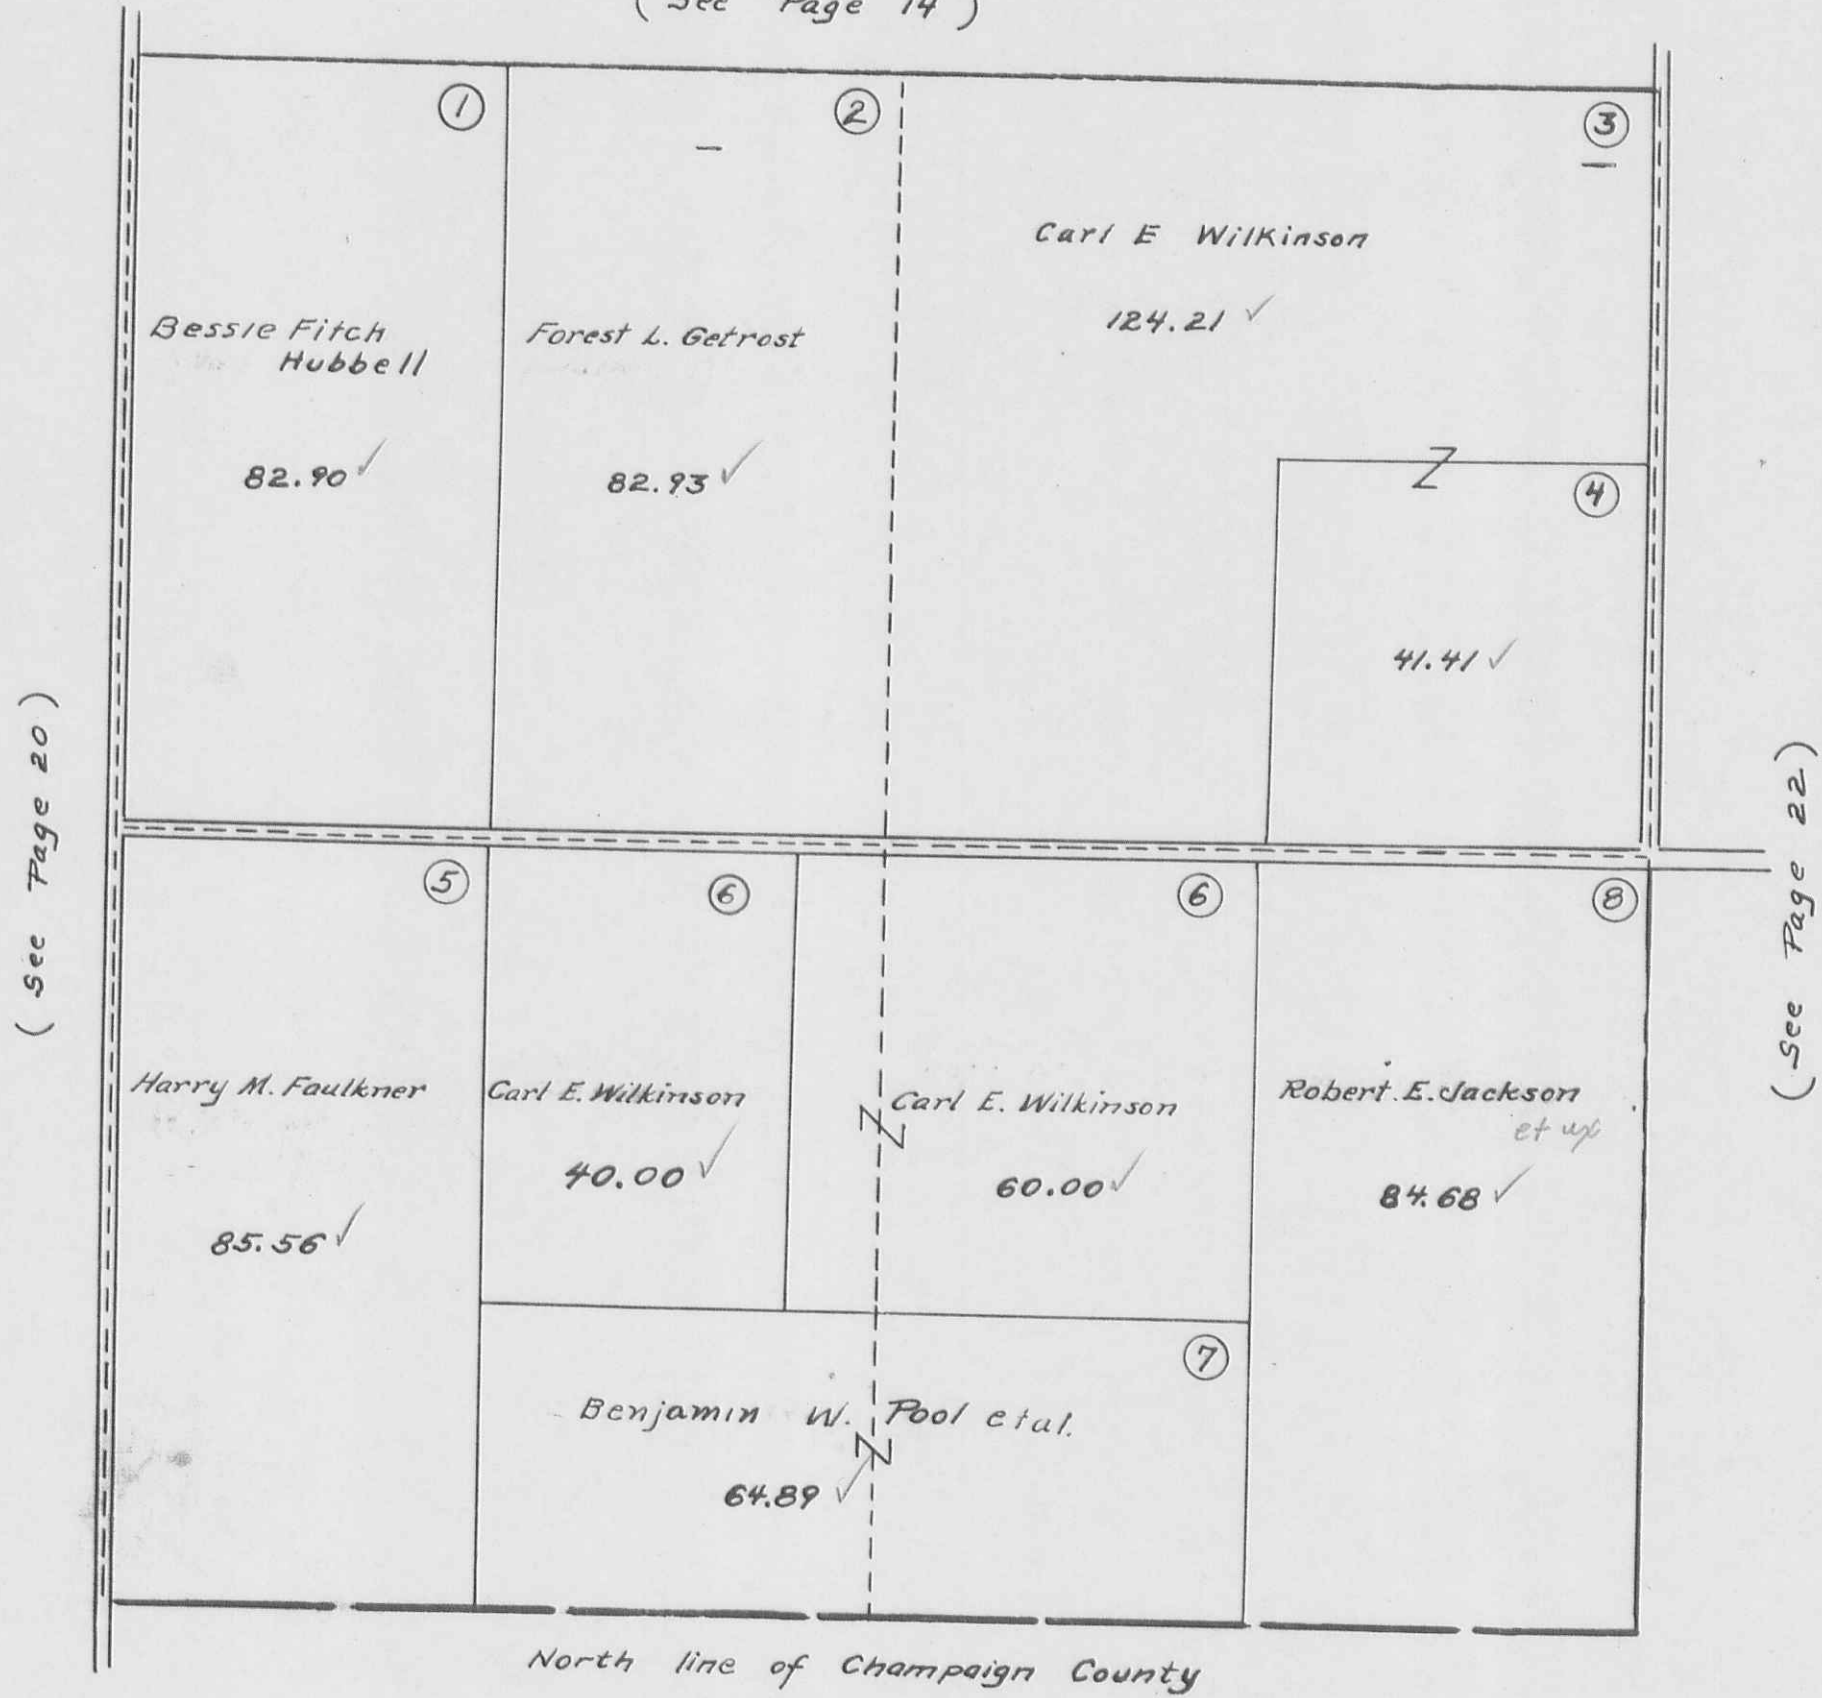 ( See Page 14 )
1
2
3
Carl E Wilkinson
124.21 ✓
Bessie Fitch
Hubbell
82.90 ✓
Forest L. Getrost
82.93 ✓
4
41.41 ✓
( See Page 20 )
( See Page 22 )
5
6
6
8
Harry M. Faulkner
85.56 ✓
Carl E. Wilkinson
40.00 ✓
Carl E. Wilkinson
60.00 ✓
Robert. E. Jackson
et ux
84.68 ✓
7
Benjamin W. Pool et al.
64.89 ✓
North line of Champaign County